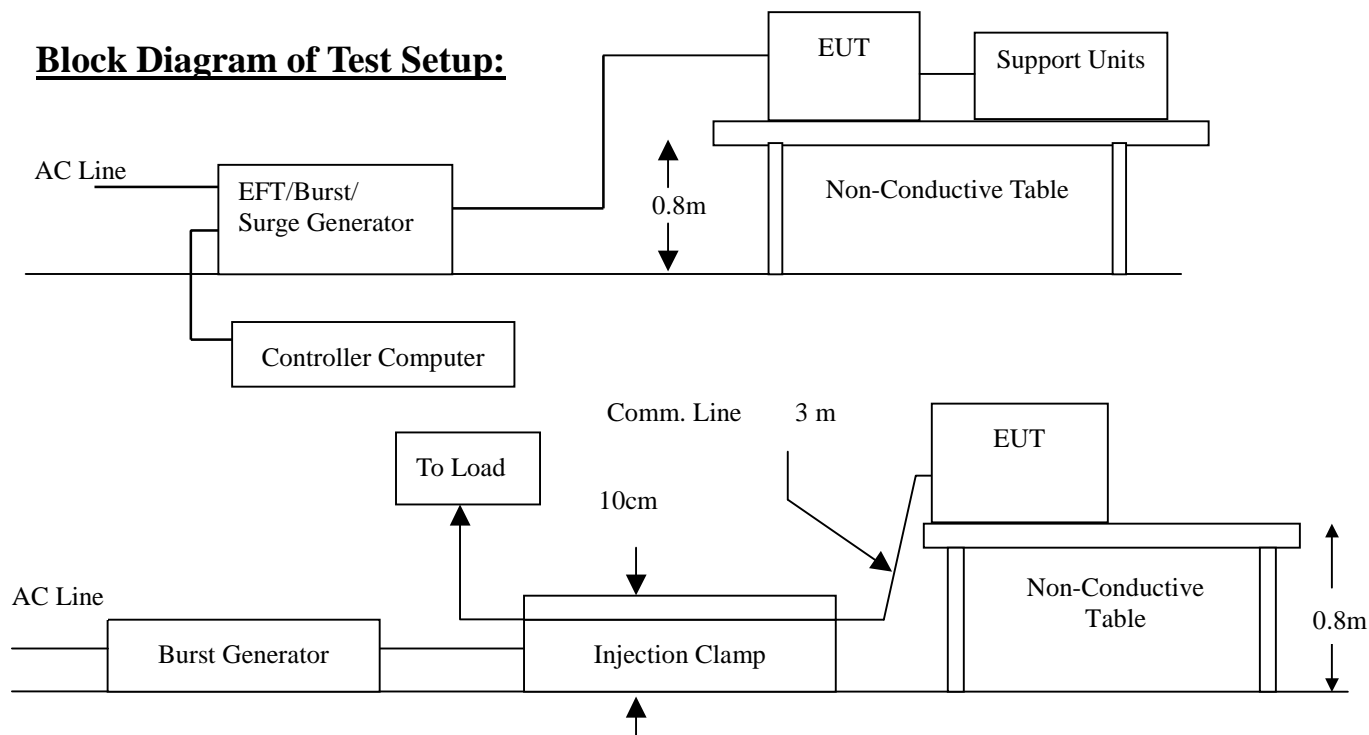 Block Diagram of Test Setup:
EUT
Support Units
AC Line
EFT/Burst/
Surge Generator
0.8m
Non-Conductive Table
Controller Computer
Comm. Line 3 m
EUT
To Load
10cm
AC Line
Non-Conductive
Table
0.8m
Burst Generator
Injection Clamp